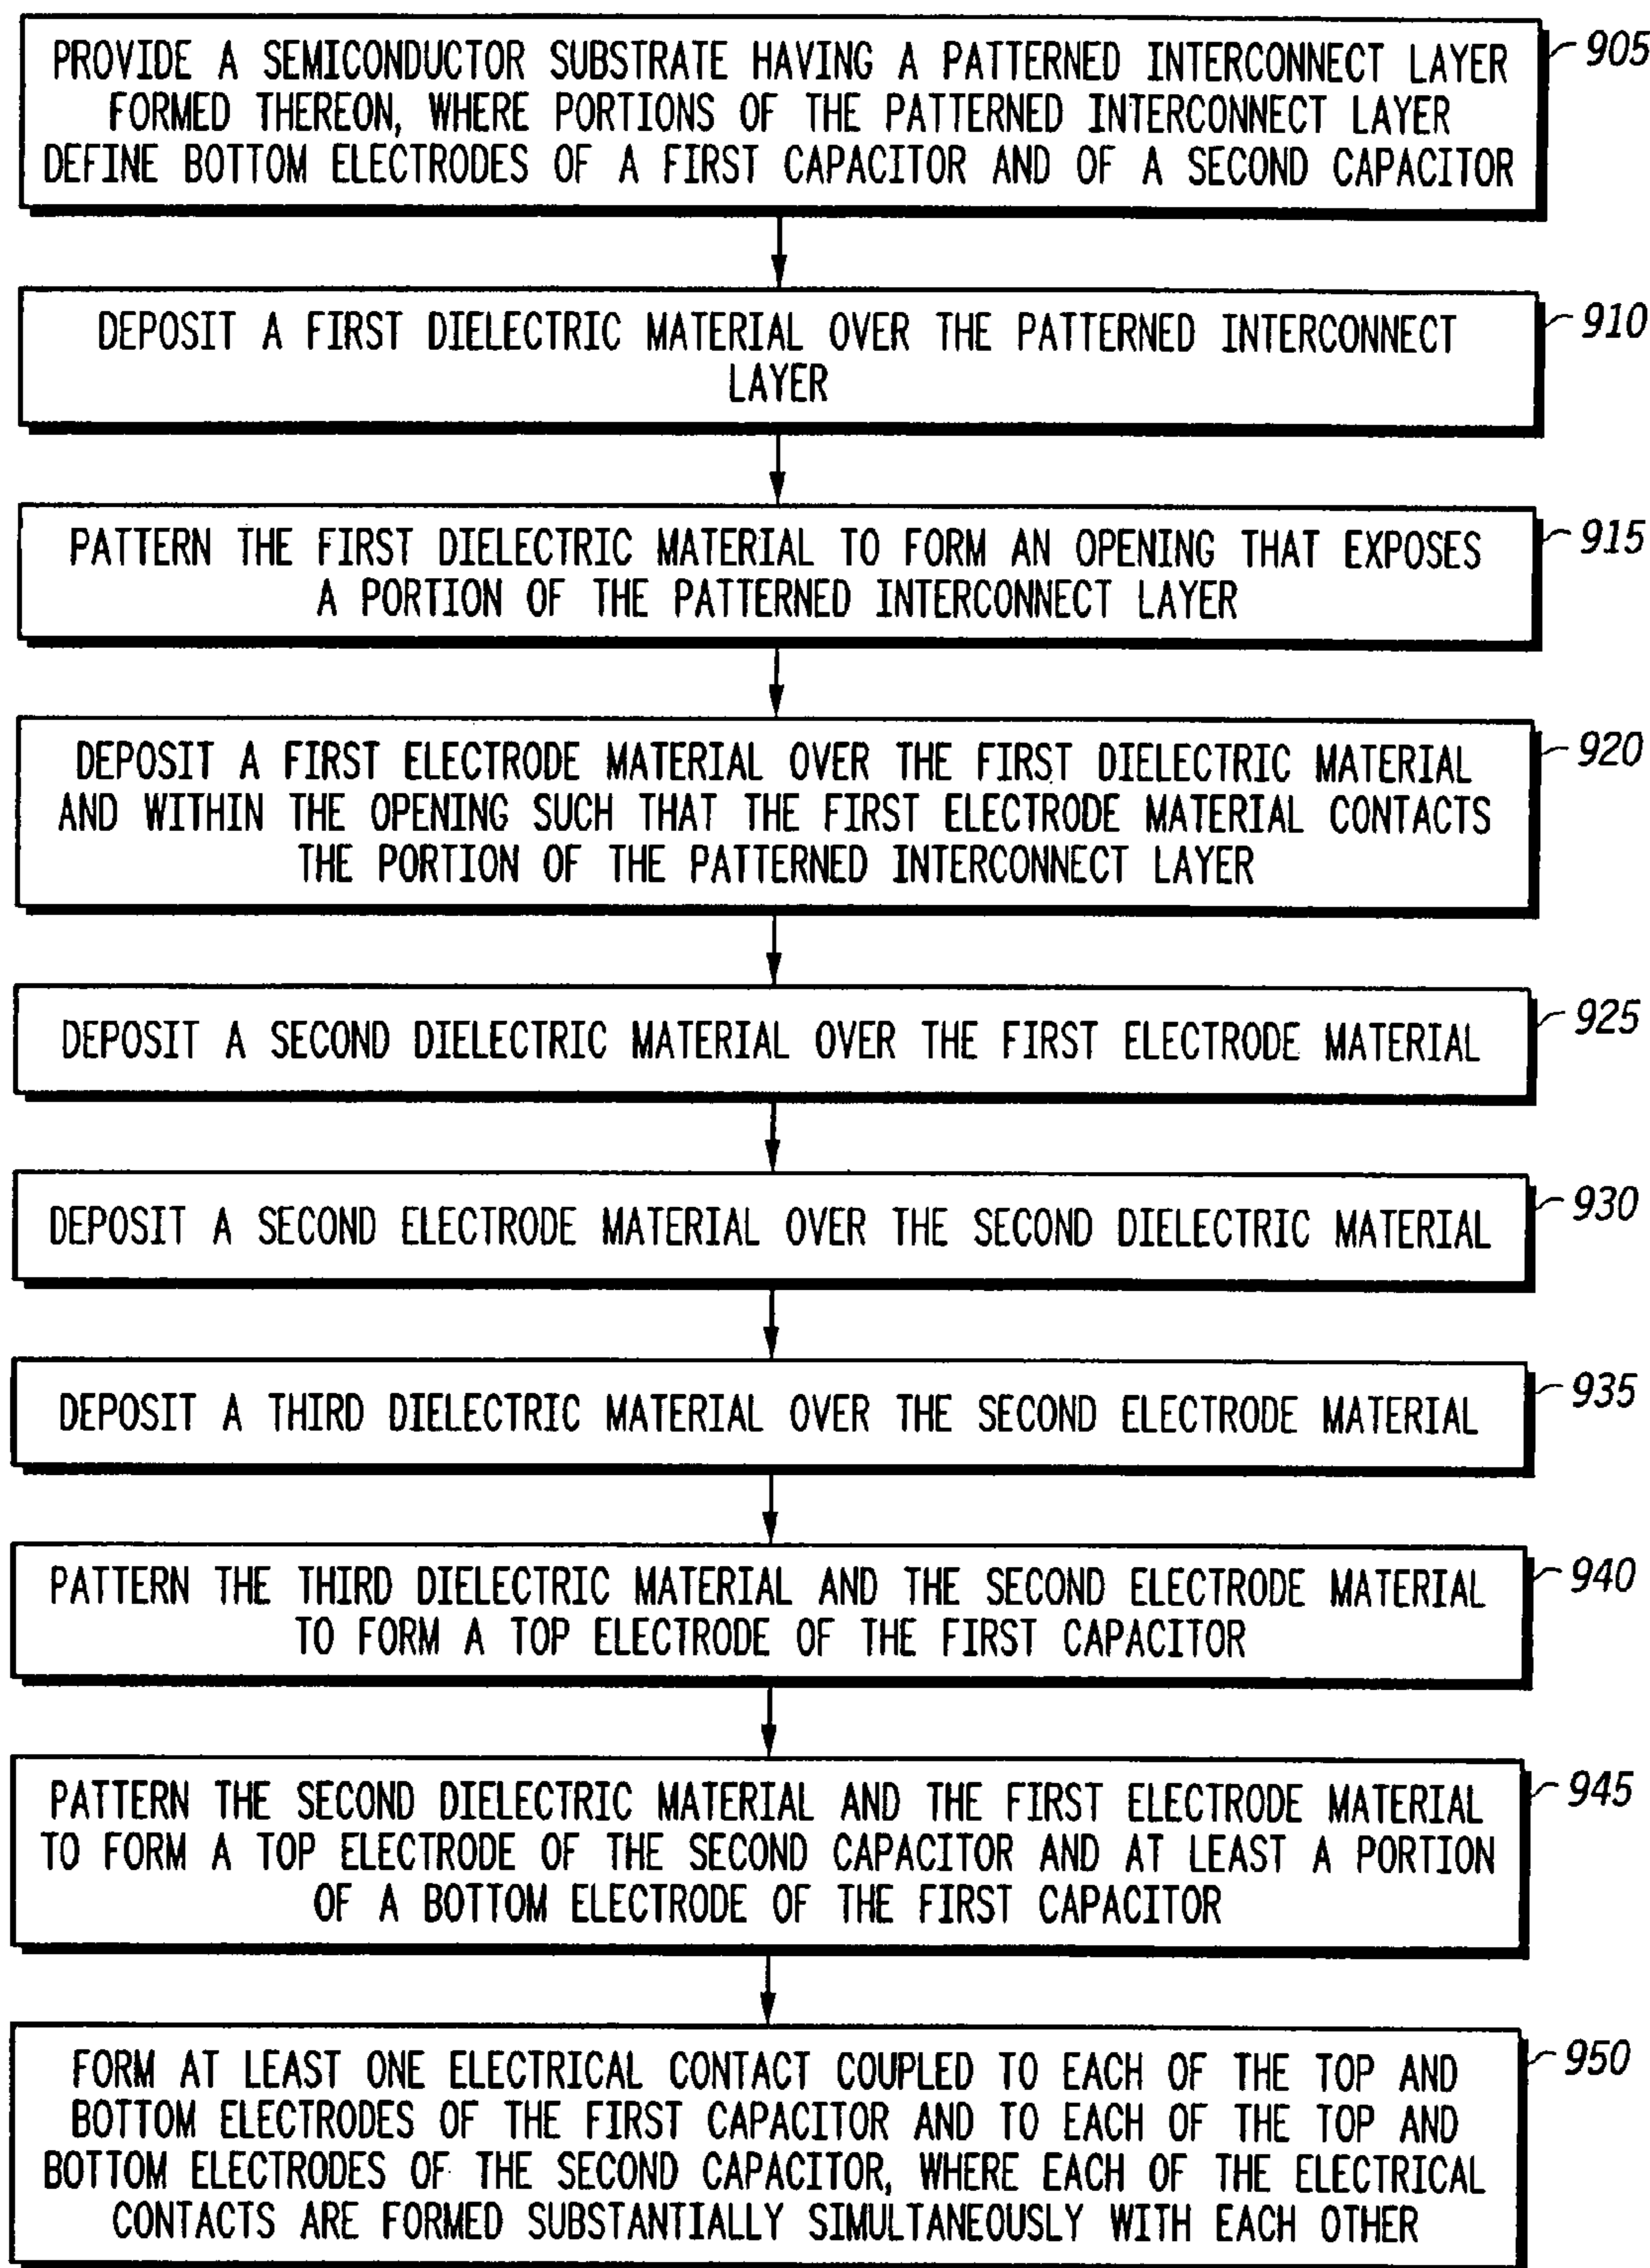 PROVIDE A SEMICONDUCTOR SUBSTRATE HAVING A PATTERNED INTERCONNECT LAYER
FORMED THEREON, WHERE PORTIONS OF THE PATTERNED INTERCONNECT LAYER
DEFINE BOTTOM ELECTRODES OF A FIRST CAPACITOR AND OF A SECOND CAPACITOR
905
DEPOSIT A FIRST DIELECTRIC MATERIAL OVER THE PATTERNED INTERCONNECT
LAYER
910
PATTERN THE FIRST DIELECTRIC MATERIAL TO FORM AN OPENING THAT EXPOSES
A PORTION OF THE PATTERNED INTERCONNECT LAYER
915
DEPOSIT A FIRST ELECTRODE MATERIAL OVER THE FIRST DIELECTRIC MATERIAL
AND WITHIN THE OPENING SUCH THAT THE FIRST ELECTRODE MATERIAL CONTACTS
THE PORTION OF THE PATTERNED INTERCONNECT LAYER
920
DEPOSIT A SECOND DIELECTRIC MATERIAL OVER THE FIRST ELECTRODE MATERIAL
925
DEPOSIT A SECOND ELECTRODE MATERIAL OVER THE SECOND DIELECTRIC MATERIAL
930
DEPOSIT A THIRD DIELECTRIC MATERIAL OVER THE SECOND ELECTRODE MATERIAL
935
PATTERN THE THIRD DIELECTRIC MATERIAL AND THE SECOND ELECTRODE MATERIAL
TO FORM A TOP ELECTRODE OF THE FIRST CAPACITOR
940
PATTERN THE SECOND DIELECTRIC MATERIAL AND THE FIRST ELECTRODE MATERIAL
TO FORM A TOP ELECTRODE OF THE SECOND CAPACITOR AND AT LEAST A PORTION
OF A BOTTOM ELECTRODE OF THE FIRST CAPACITOR
945
FORM AT LEAST ONE ELECTRICAL CONTACT COUPLED TO EACH OF THE TOP AND
BOTTOM ELECTRODES OF THE FIRST CAPACITOR AND TO EACH OF THE TOP AND
BOTTOM ELECTRODES OF THE SECOND CAPACITOR, WHERE EACH OF THE ELECTRICAL
CONTACTS ARE FORMED SUBSTANTIALLY SIMULTANEOUSLY WITH EACH OTHER
950